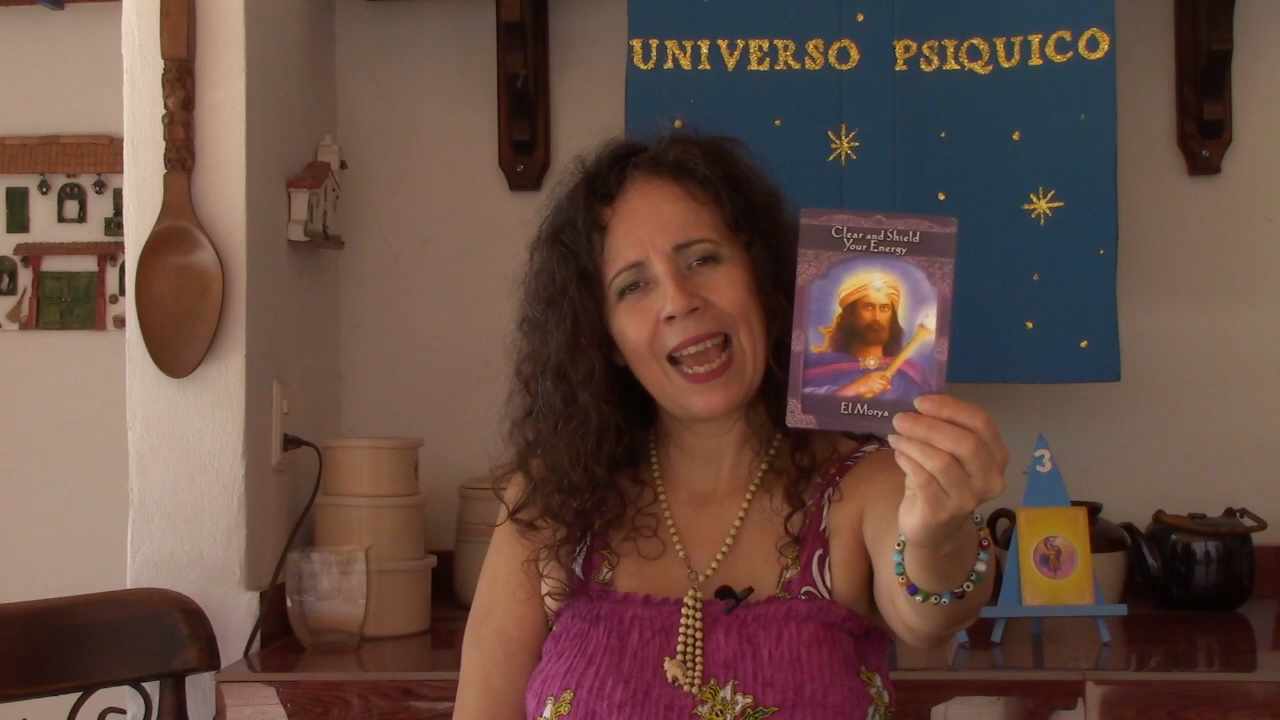 UNIVERSO PSIQUICO
Clear and Shield
Your Energy
El Morya
3